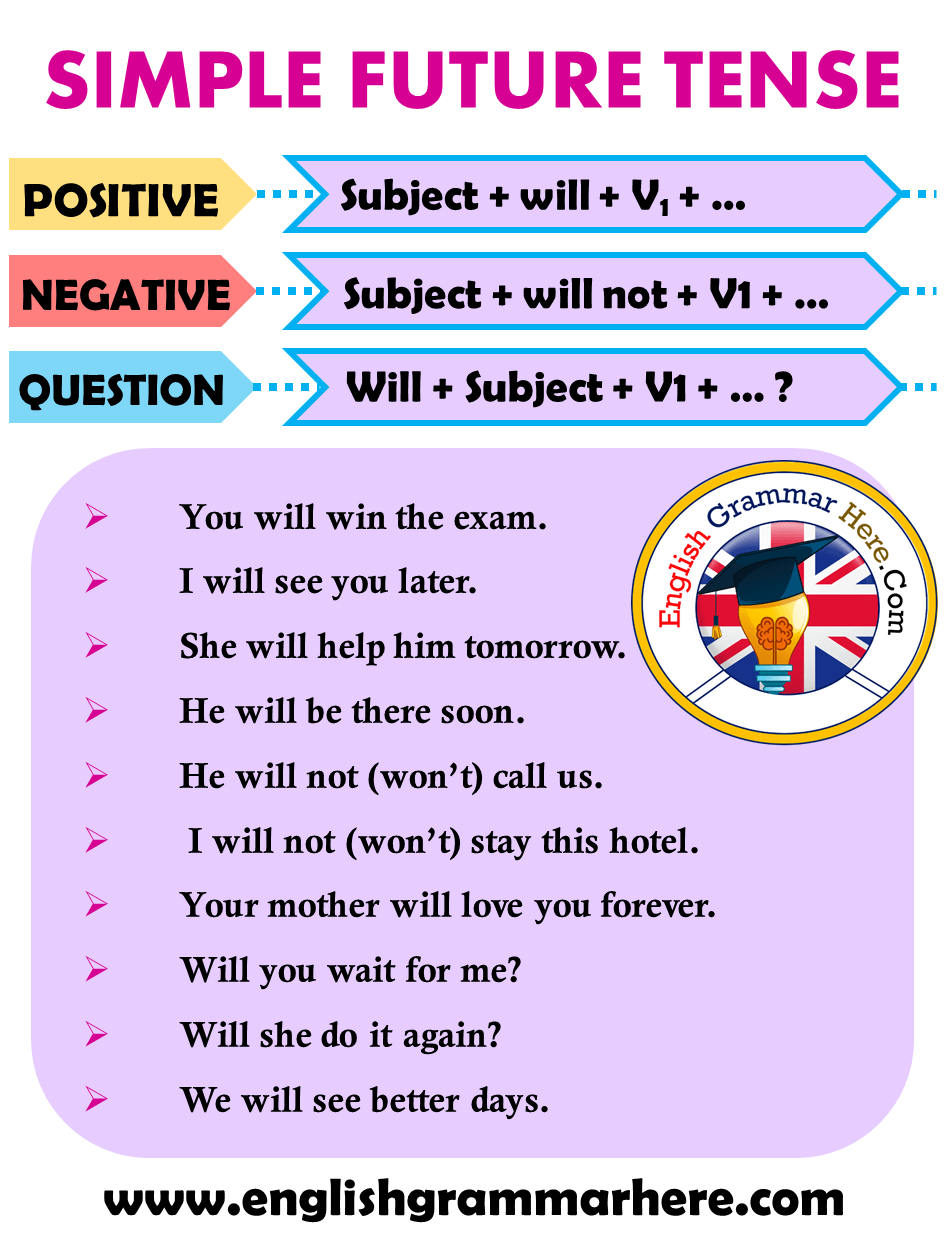 SIMPLE FUTURE TENSE
POSITIVE Subject + will + V₁ + ...
NEGATIVE Subject + will not + V1 + ...
QUESTION Will + Subject + V1 + ... ?
English Grammar Here.Com
You will win the exam.
I will see you later.
She will help him tomorrow.
He will be there soon.
He will not (won’t) call us.
I will not (won’t) stay this hotel.
Your mother will love you forever.
Will you wait for me?
Will she do it again?
We will see better days.
www.englishgrammarhere.com